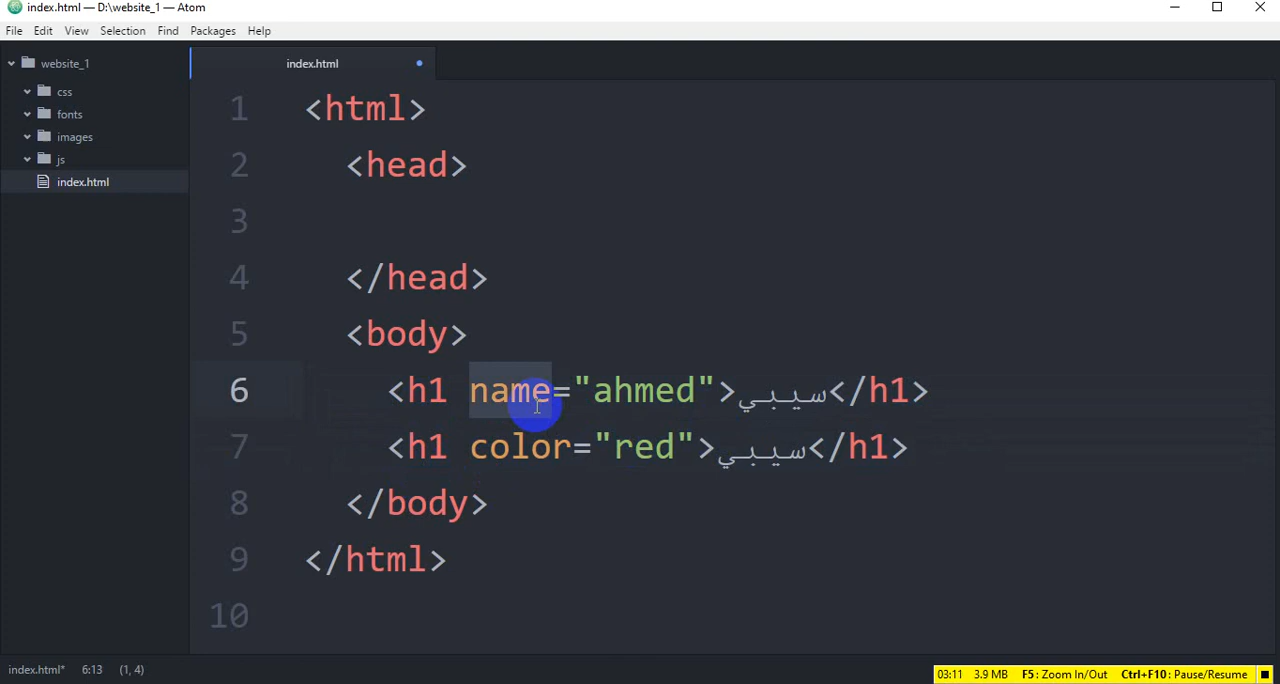 index.html — D:\website_1 — Atom
File Edit View Selection Find Packages Help
website_1
css
fonts
images
js
index.html
index.html
1 <html>
2 <head>
3
4 </head>
5 <body>
6 <h1 name="ahmed">سيبي</h1>
7 <h1 color="red">سيبي</h1>
8 </body>
9 </html>
10
index.html* 6:13 (1, 4)
03:11 3.9 MB F5: Zoom In/Out Ctrl+F10: Pause/Resume